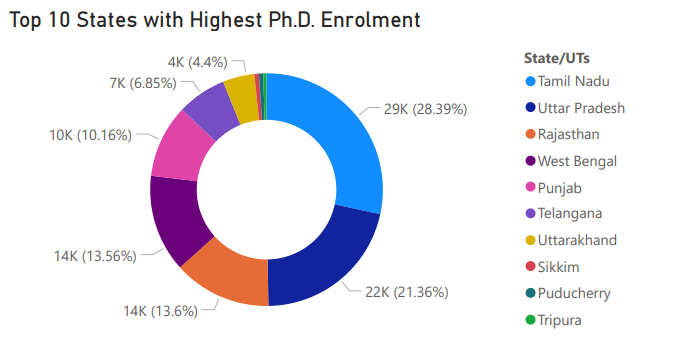 Top 10 States with Highest Ph.D. Enrolment
4K (4.4%)
7K (6.85%)
10K (10.16%)
14K (13.56%)
14K (13.6%)
22K (21.36%)
29K (28.39%)
State/UTs
Tamil Nadu
Uttar Pradesh
Rajasthan
West Bengal
Punjab
Telangana
Uttarakhand
Sikkim
Puducherry
Tripura